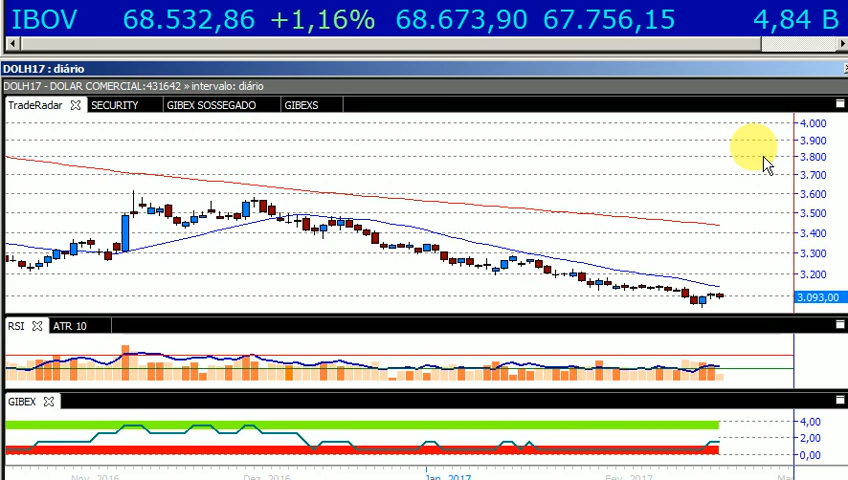 IBOV 68.532,86 +1,16% 68.673,90 67.756,15 4,84 B
DOLH17 : diário
DOLH17 - DOLAR COMERCIAL:431642 » intervalo: diário
TradeRadar SECURITY GIBEX SOSSEGADO GIBEXS
4.000
3.900
3.800
3.700
3.600
3.500
3.400
3.300
3.200
3.093,00
RSI ATR 10
GIBEX
4,00
2,00
0,00
Nov, 2016 Dez, 2016 Jan, 2017 Fev, 2017